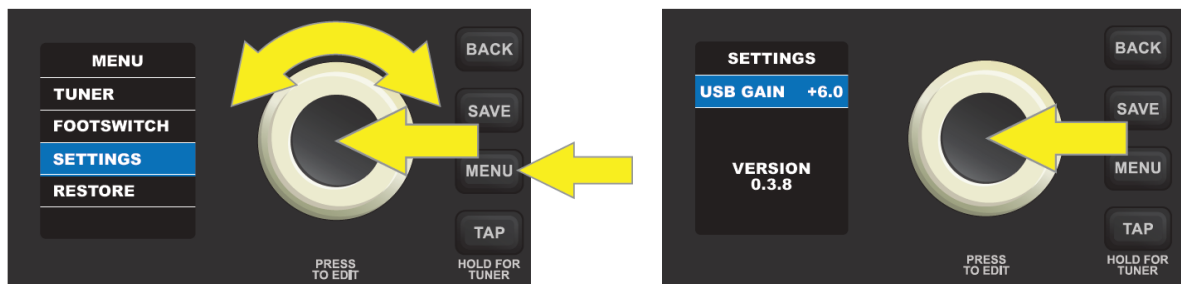 MENU
TUNER
FOOTSWITCH
SETTINGS
RESTORE
BACK
SAVE
MENU
TAP
PRESS
TO EDIT
HOLD FOR
TUNER
SETTINGS
USB GAIN +6.0
VERSION
0.3.8
BACK
SAVE
MENU
TAP
PRESS
TO EDIT
HOLD FOR
TUNER